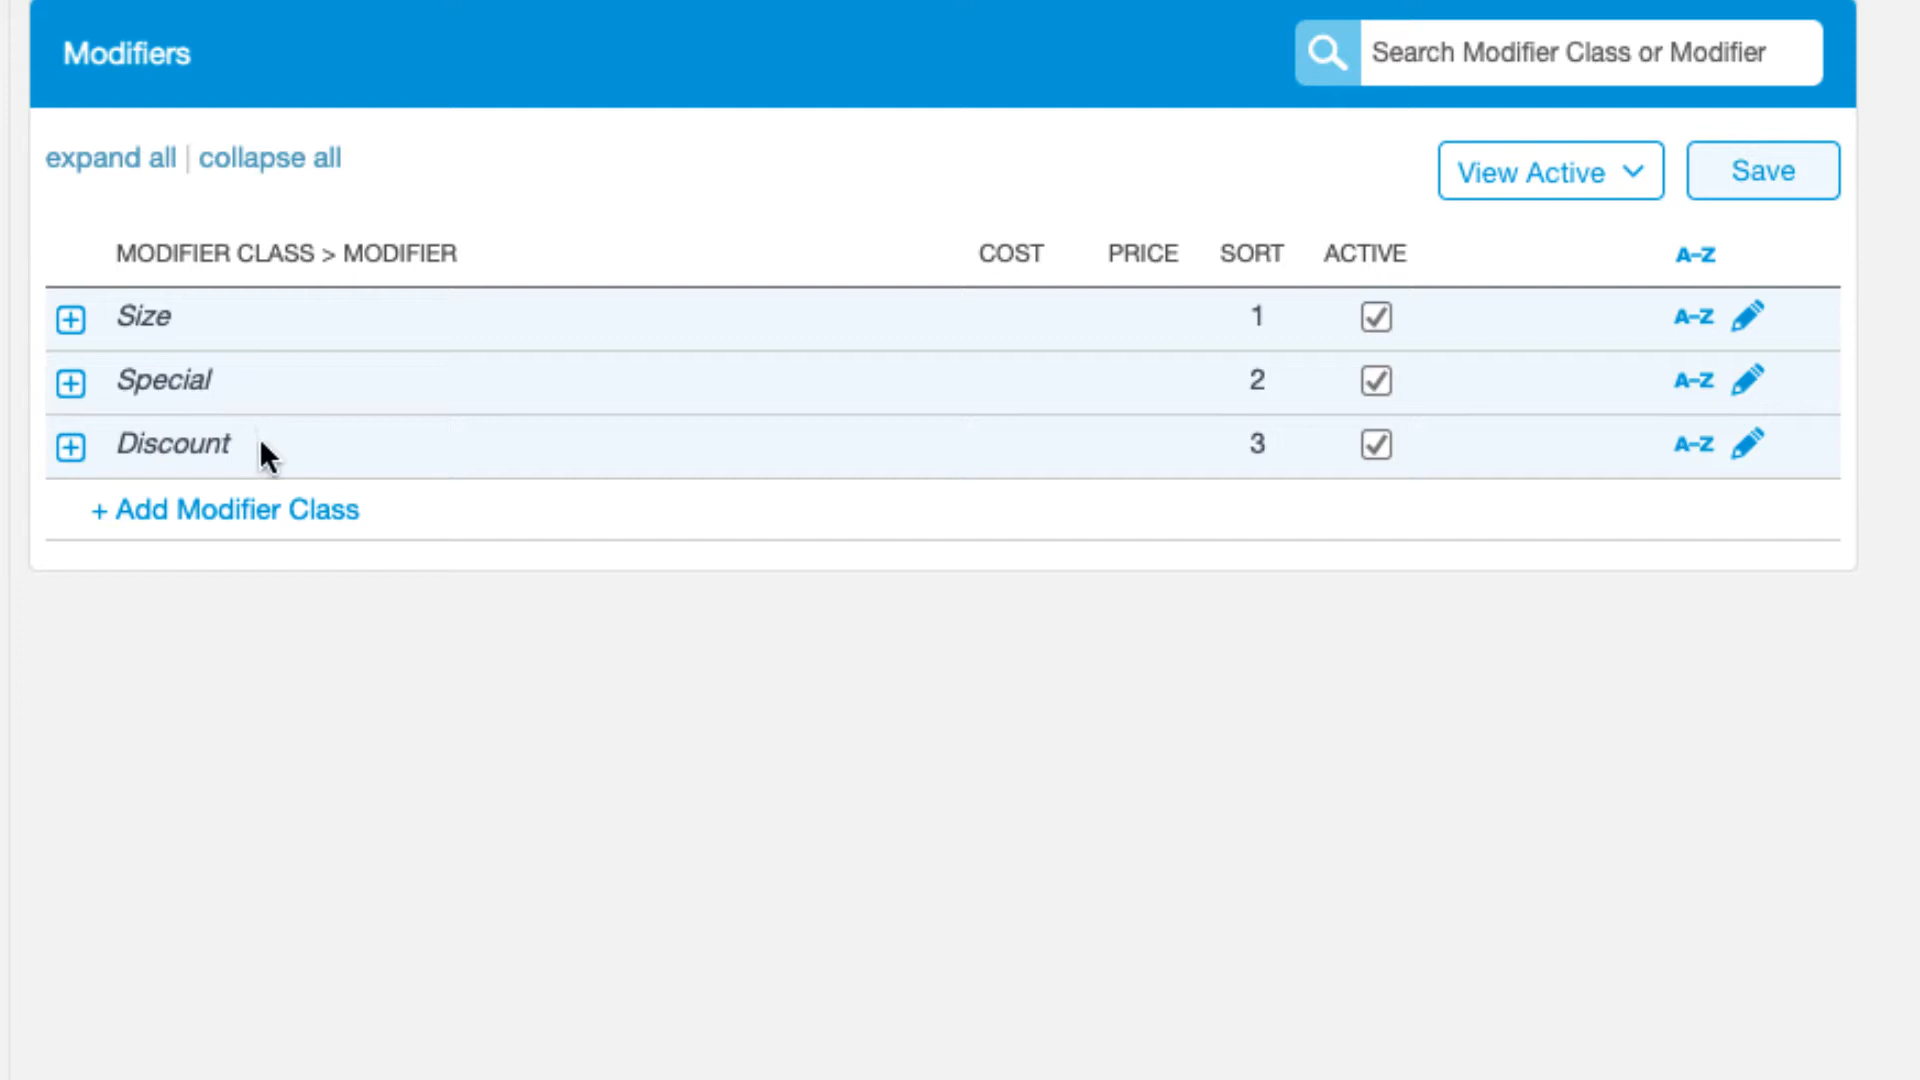 Modifiers
Search Modifier Class or Modifier
expand all | collapse all
View Active
Save
MODIFIER CLASS > MODIFIER COST PRICE SORT ACTIVE A-Z
Size 1 A-Z
Special 2 A-Z
Discount 3 A-Z
+ Add Modifier Class